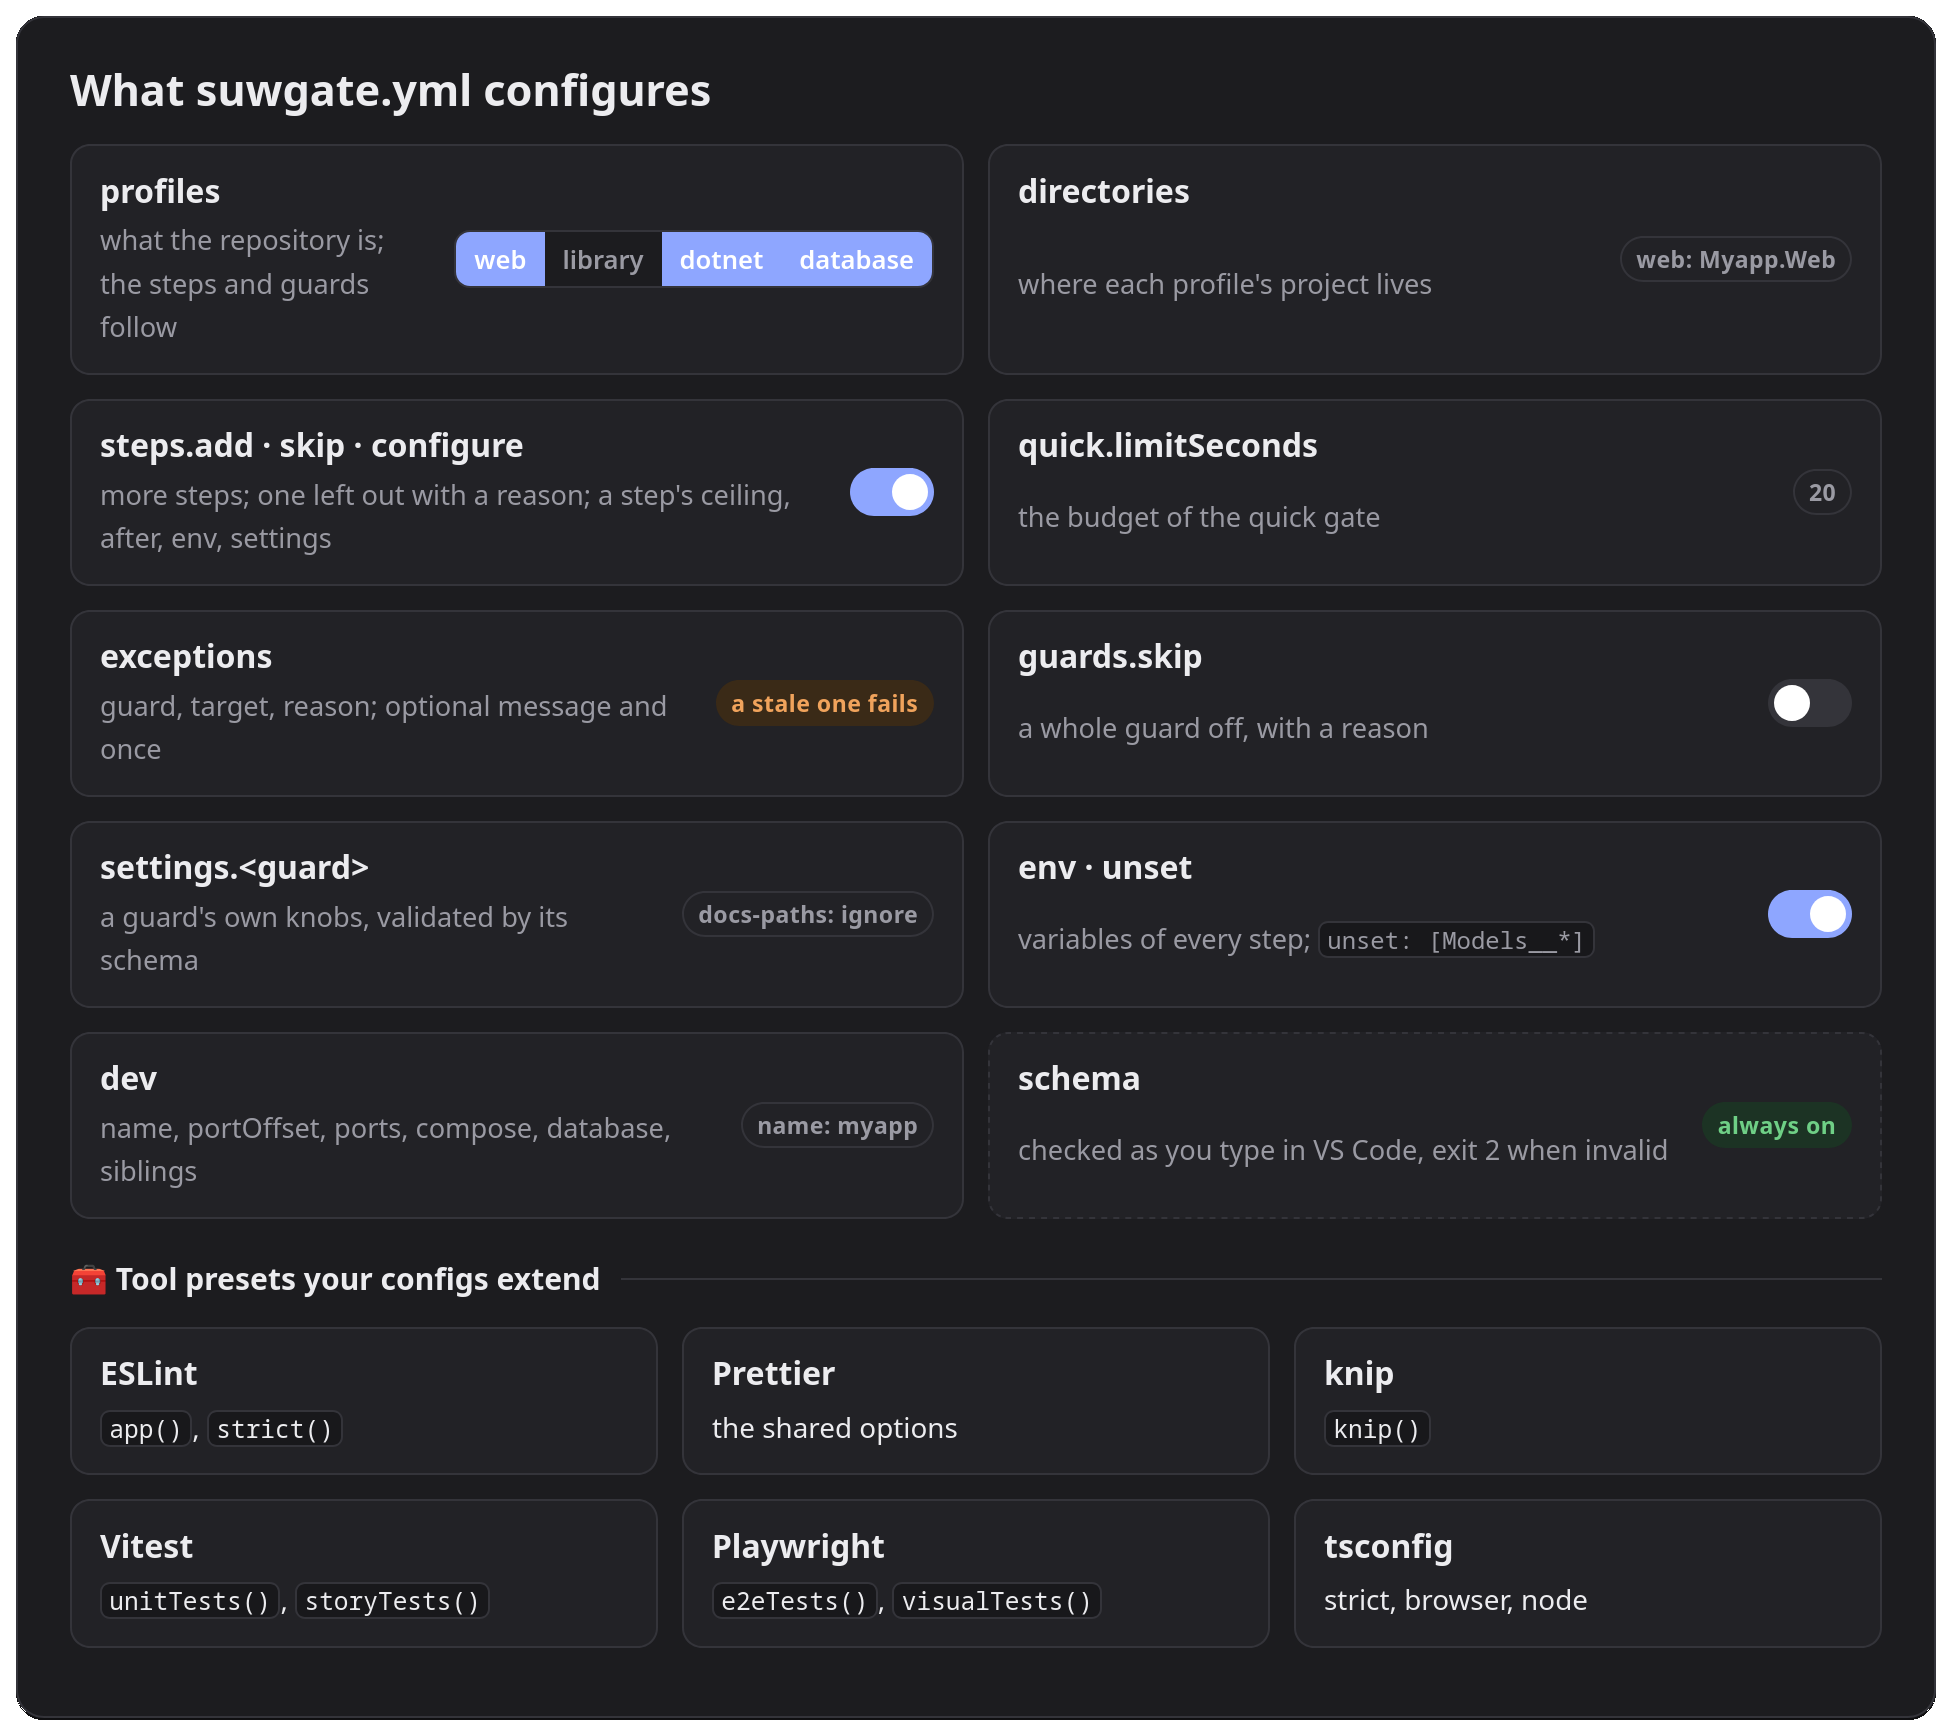 What suwgate.yml configures
profiles
what the repository is;
the steps and guards
follow
web library dotnet database
directories
where each profile's project lives
web: Myapp.Web
steps.add · skip · configure
more steps; one left out with a reason; a step's ceiling,
after, env, settings
quick.limitSeconds
the budget of the quick gate
20
exceptions
guard, target, reason; optional message and
once
a stale one fails
guards.skip
a whole guard off, with a reason
settings.<guard>
a guard's own knobs, validated by its
schema
docs-paths: ignore
env · unset
variables of every step; unset: [Models__*]
dev
name, portOffset, ports, compose, database,
siblings
name: myapp
schema
checked as you type in VS Code, exit 2 when invalid
always on
🧰 Tool presets your configs extend
ESLint
app(), strict()
Prettier
the shared options
knip
knip()
Vitest
unitTests(), storyTests()
Playwright
e2eTests(), visualTests()
tsconfig
strict, browser, node